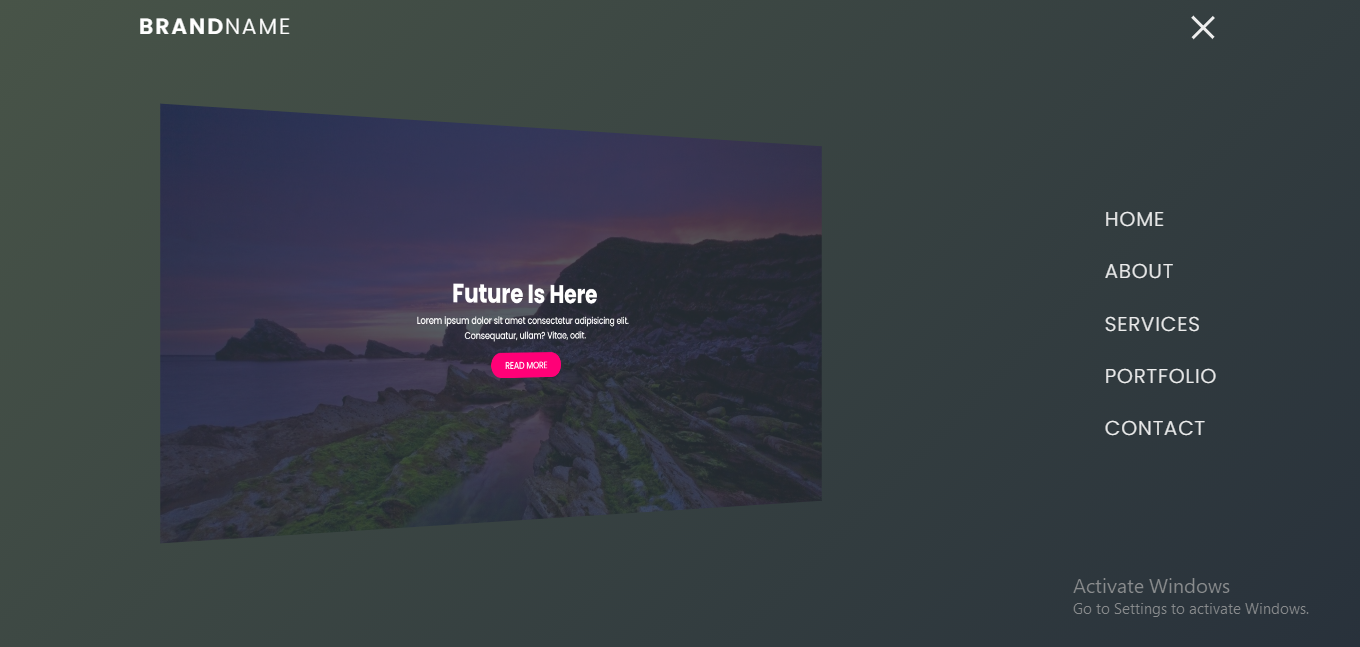 BRANDNAME
Future Is Here
Lorem ipsum dolor sit amet consectetur adipisicing elit.
Consequatur, ullam? Vitae, odit.
READ MORE
HOME
ABOUT
SERVICES
PORTFOLIO
CONTACT
Activate Windows
Go to Settings to activate Windows.